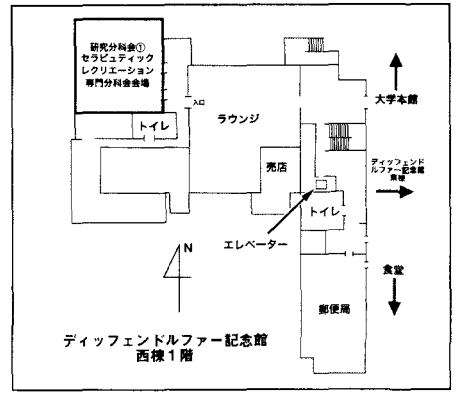 研究分科会①
セラピュティック
レクリエーション
専門分科会会場
トイレ
入口
ラウンジ
売店
大学本館
ディッフェンド
ルファー記念館
東棟
トイレ
エレベーター
N
食堂
郵便局
ディッフェンドルファー記念館
西棟1階